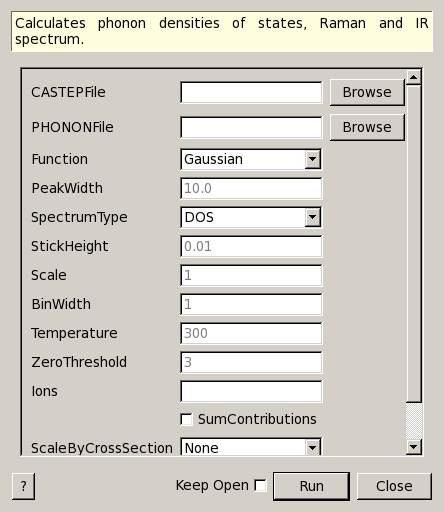 Calculates phonon densities of states, Raman and IR
spectrum.
CASTEPFile
Browse
PHONONFile
Browse
Function
Gaussian
PeakWidth
10.0
SpectrumType
DOS
StickHeight
0.01
Scale
1
BinWidth
1
Temperature
300
ZeroThreshold
3
Ions
SumContributions
ScaleByCrossSection
None
?
Keep Open
Run
Close